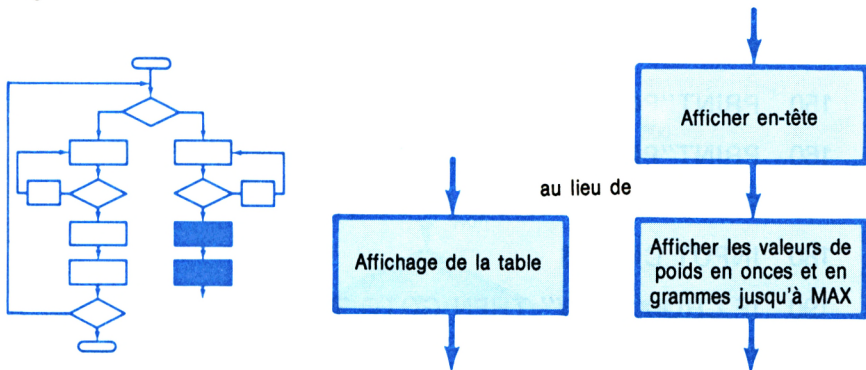 Affichage de la table
au lieu de
Afficher en-tête
Afficher les valeurs de
poids en onces et en
grammes jusqu'à MAX